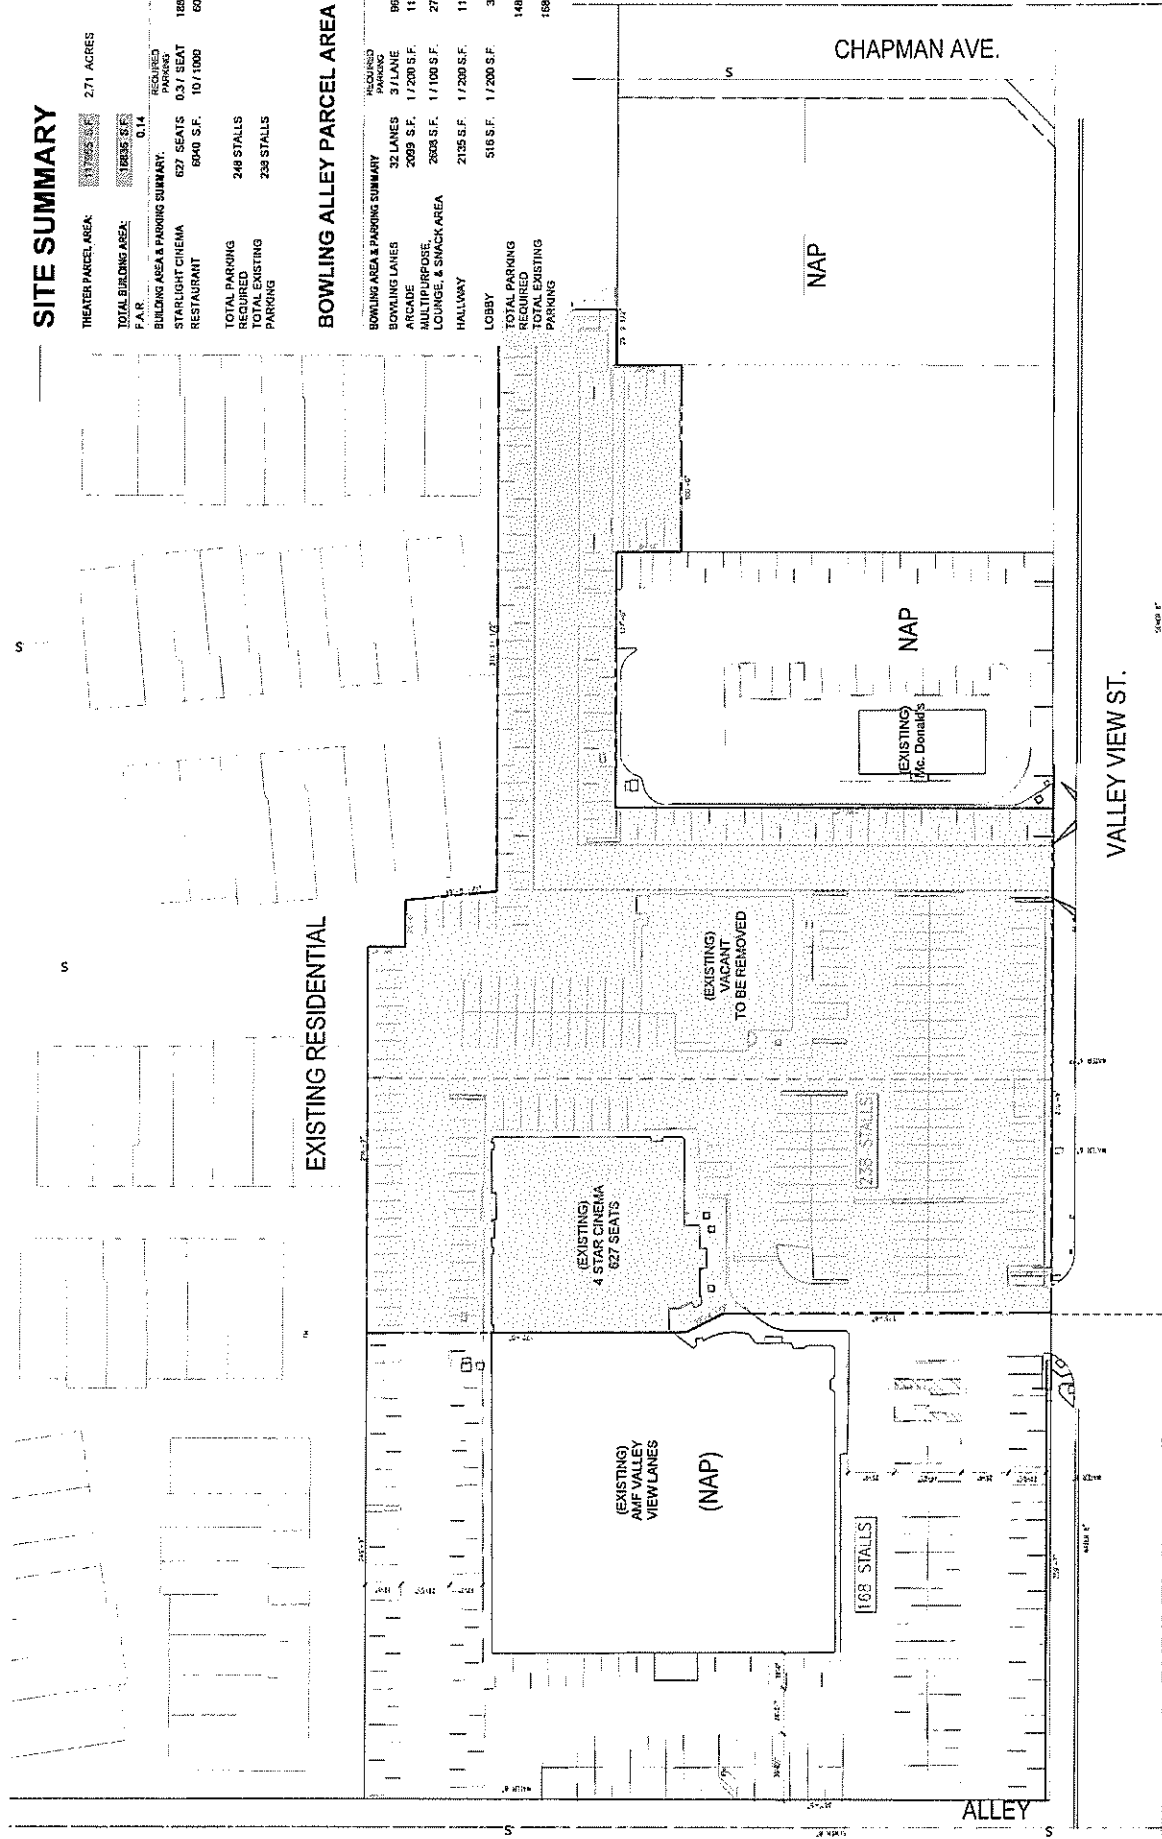 SITE SUMMARY
THEATER PARCEL AREA: 117955 S.F. 2.71 ACRES
TOTAL BUILDING AREA: 16835 S.F.
F.A.R. 0.14
BUILDING AREA & PARKING SUMMARY: REQUIRED PARKING
STARLIGHT CINEMA 627 SEATS 0.3 / SEAT
RESTAURANT 6040 S.F. 10 / 1000
TOTAL PARKING REQUIRED 248 STALLS
TOTAL EXISTING PARKING 238 STALLS
BOWLING ALLEY PARCEL AREA
BOWLING AREA & PARKING SUMMARY REQUIRED PARKING
BOWLING LANES 32 LANES 3 / LANE 96
ARCADE 2099 S.F. 1 / 200 S.F. 11
MULTIPURPOSE, LOUNGE, & SNACK AREA 2608 S.F. 1 / 100 S.F. 27
HALLWAY 2135 S.F. 1 / 200 S.F. 11
LOBBY 516 S.F. 1 / 200 S.F. 3
TOTAL PARKING REQUIRED 148
TOTAL EXISTING PARKING 168
CHAPMAN AVE.
S
NAP
NAP
(EXISTING)
Mc. Donald's
VALLEY VIEW ST.
S
S
EXISTING RESIDENTIAL
(EXISTING)
VACANT
TO BE REMOVED
(EXISTING)
4 STAR CINEMA
627 SEATS
238 STALLS
(EXISTING)
AMF VALLEY
VIEW LANES
(NAP)
168 STALLS
ALLEY
S
S